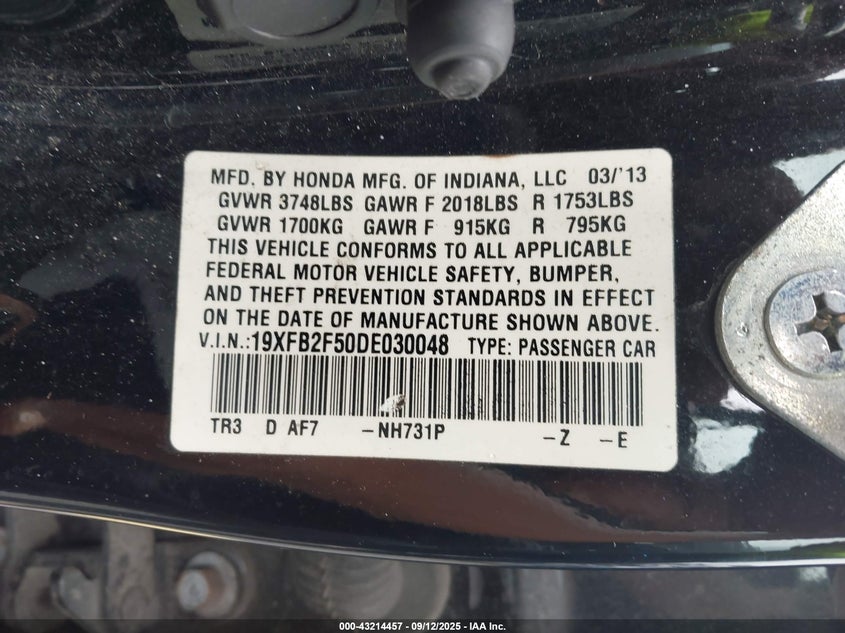 MFD. BY HONDA MFG. OF INDIANA, LLC 03/'13
GVWR 3748LBS GAWR F 2018LBS R 1753LBS
GVWR 1700KG GAWR F 915KG R 795KG
THIS VEHICLE CONFORMS TO ALL APPLICABLE
FEDERAL MOTOR VEHICLE SAFETY, BUMPER,
AND THEFT PREVENTION STANDARDS IN EFFECT
ON THE DATE OF MANUFACTURE SHOWN ABOVE.
V.I.N.:19XFB2F50DE030048 TYPE: PASSENGER CAR
TR3 D AF7 -NH731P -Z -E
000-43214457 - 09/12/2025 - IAA Inc.